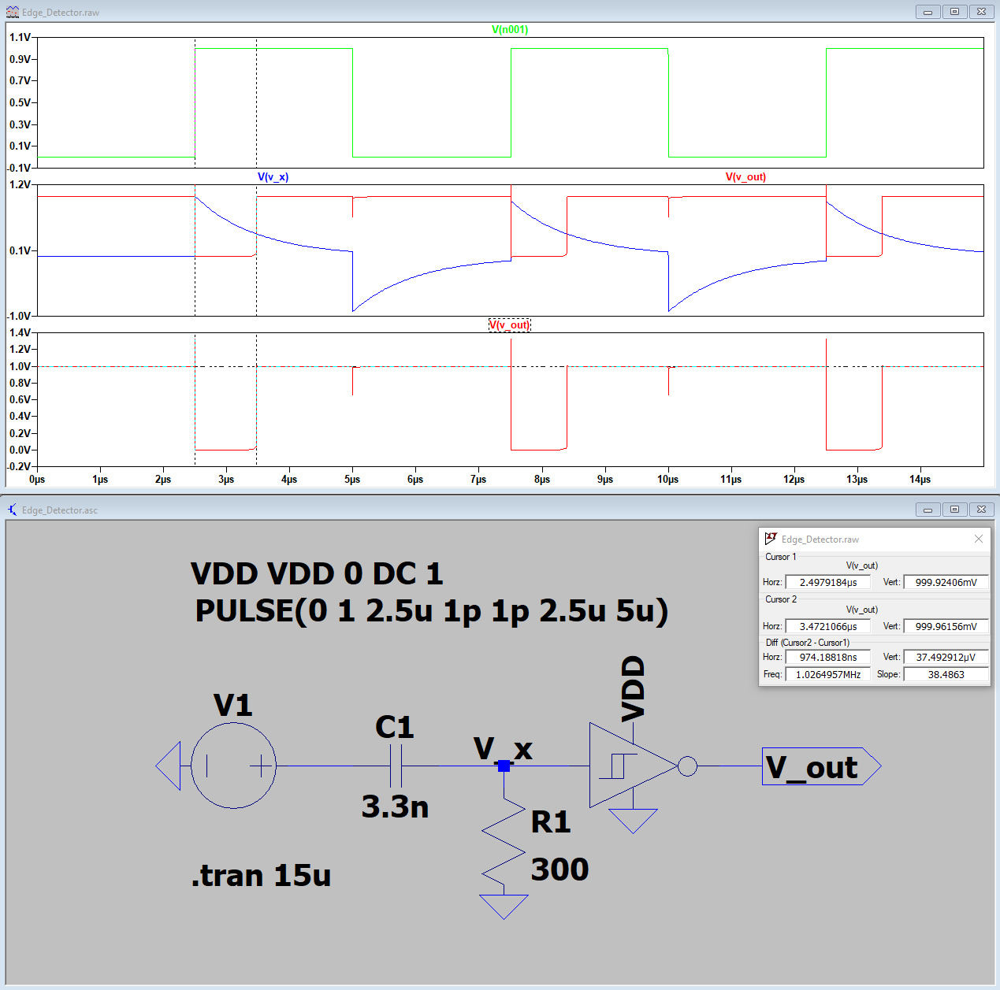 Edge_Detector.raw
V(n001)
1.1V
0.9V
0.7V
0.5V
0.3V
0.1V
-0.1V
V(v_x) V(v_out)
1.2V
0.1V
-1.0V
V(v_out)
1.4V
1.2V
1.0V
0.8V
0.6V
0.4V
0.2V
0.0V
-0.2V
0µs 1µs 2µs 3µs 4µs 5µs 6µs 7µs 8µs 9µs 10µs 11µs 12µs 13µs 14µs
Edge_Detector.asc
VDD VDD 0 DC 1
PULSE(0 1 2.5u 1p 1p 2.5u 5u)
Edge_Detector.raw
Cursor 1
V(v_out)
Horz: 2.4979184µs Vert: 999.92406mV
Cursor 2
V(v_out)
Horz: 3.4721066µs Vert: 999.96156mV
Diff (Cursor2 - Cursor1)
Horz: 974.18818ns Vert: 37.492912µV
Freq: 1.0264957MHz Slope: 38.4863
VDD
V1
C1
V_x
V_out
3.3n
R1
300
.tran 15u